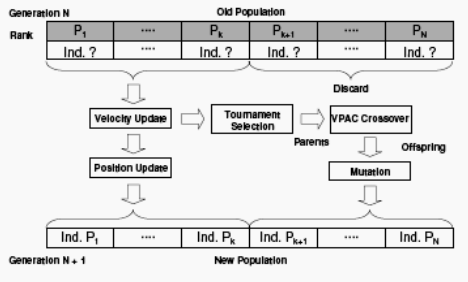 Generation N Old Population
Rank P1 .... Pk Pk+1 .... PN
Ind. ? Ind. ? Ind. ? Ind. ?
Discard
Velocity Update Tournament Selection VPAC Crossover
Parents Offspring
Position Update Mutation
Ind. P1 .... Ind. Pk Ind. Pk+1 .... Ind. PN
Generation N + 1 New Population